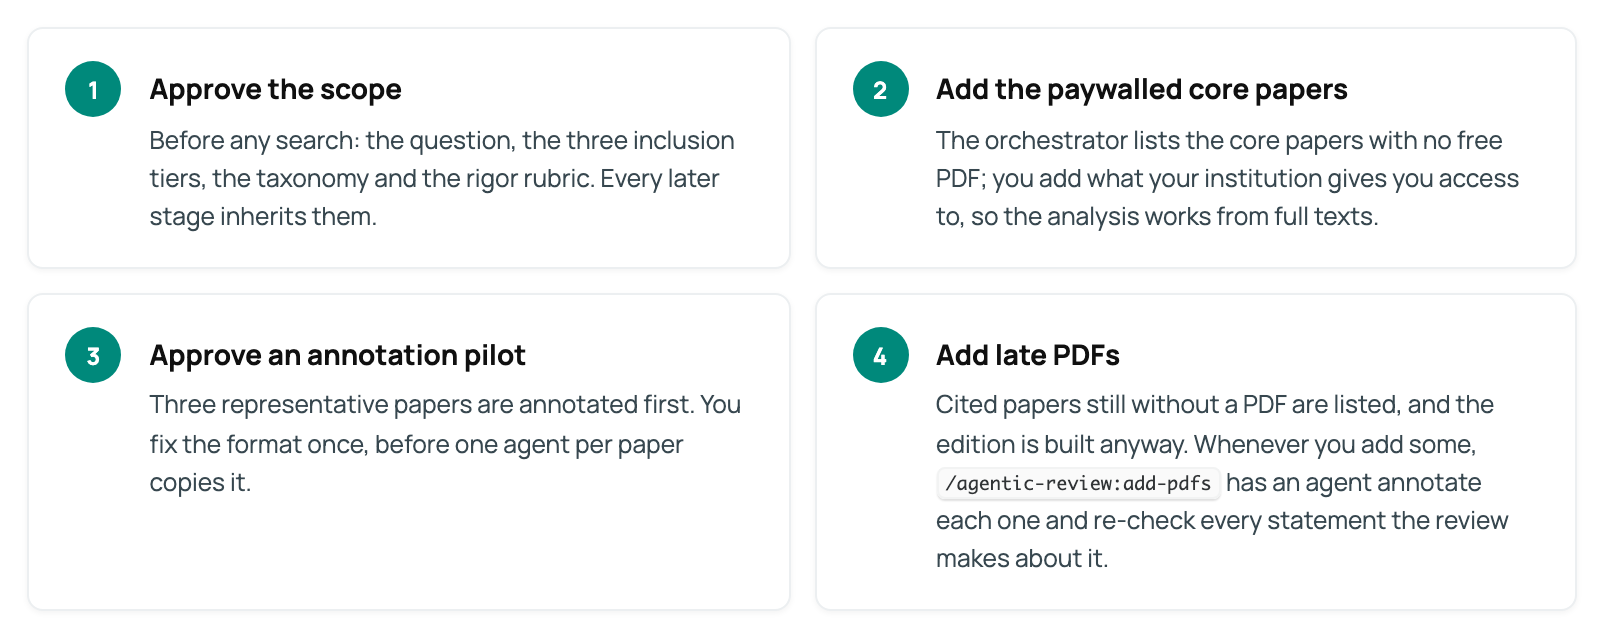 1
Approve the scope
Before any search: the question, the three inclusion
tiers, the taxonomy and the rigor rubric. Every later
stage inherits them.
2
Add the paywalled core papers
The orchestrator lists the core papers with no free
PDF; you add what your institution gives you access
to, so the analysis works from full texts.
3
Approve an annotation pilot
Three representative papers are annotated first. You
fix the format once, before one agent per paper
copies it.
4
Add late PDFs
Cited papers still without a PDF are listed, and the
edition is built anyway. Whenever you add some,
/agentic-review:add-pdfs has an agent annotate
each one and re-check every statement the review
makes about it.